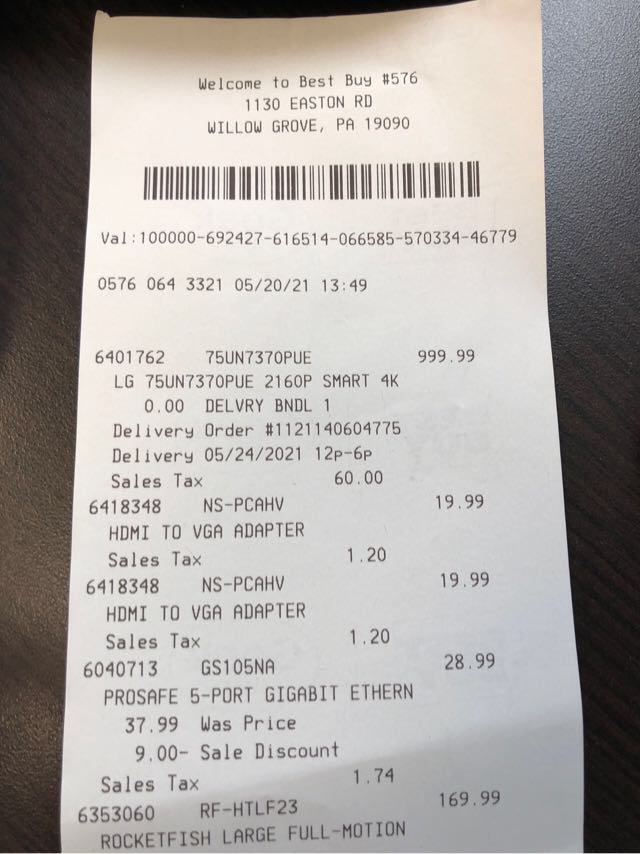 Welcome to Best Buy #576
1130 EASTON RD
WILLOW GROVE, PA 19090
Val:100000-692427-616514-066585-570334-46779
0576 064 3321 05/20/21 13:49
6401762 75UN7370PUE 999.99
LG 75UN7370PUE 2160P SMART 4K
0.00 DELVRY BNDL 1
Delivery Order #1121140604775
Delivery 05/24/2021 12p-6p
Sales Tax 60.00
6418348 NS-PCAHV 19.99
HDMI TO VGA ADAPTER
Sales Tax 1.20
6418348 NS-PCAHV 19.99
HDMI TO VGA ADAPTER
Sales Tax 1.20
6040713 GS105NA 28.99
PROSAFE 5-PORT GIGABIT ETHERN
37.99 Was Price
9.00- Sale Discount
Sales Tax 1.74
6353060 RF-HTLF23 169.99
ROCKETFISH LARGE FULL-MOTION